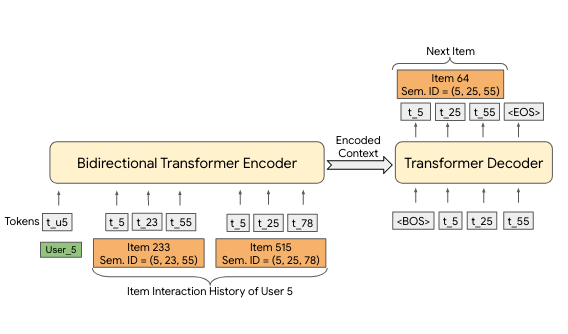 Next Item
Item 64
Sem. ID = (5, 25, 55)
t_5 t_25 t_55 <EOS>
Bidirectional Transformer Encoder
Encoded
Context
Transformer Decoder
Tokens t_u5 t_5 t_23 t_55 t_5 t_25 t_78
<BOS> t_5 t_25 t_55
User_5
Item 233
Sem. ID = (5, 23, 55)
Item 515
Sem. ID = (5, 25, 78)
Item Interaction History of User 5